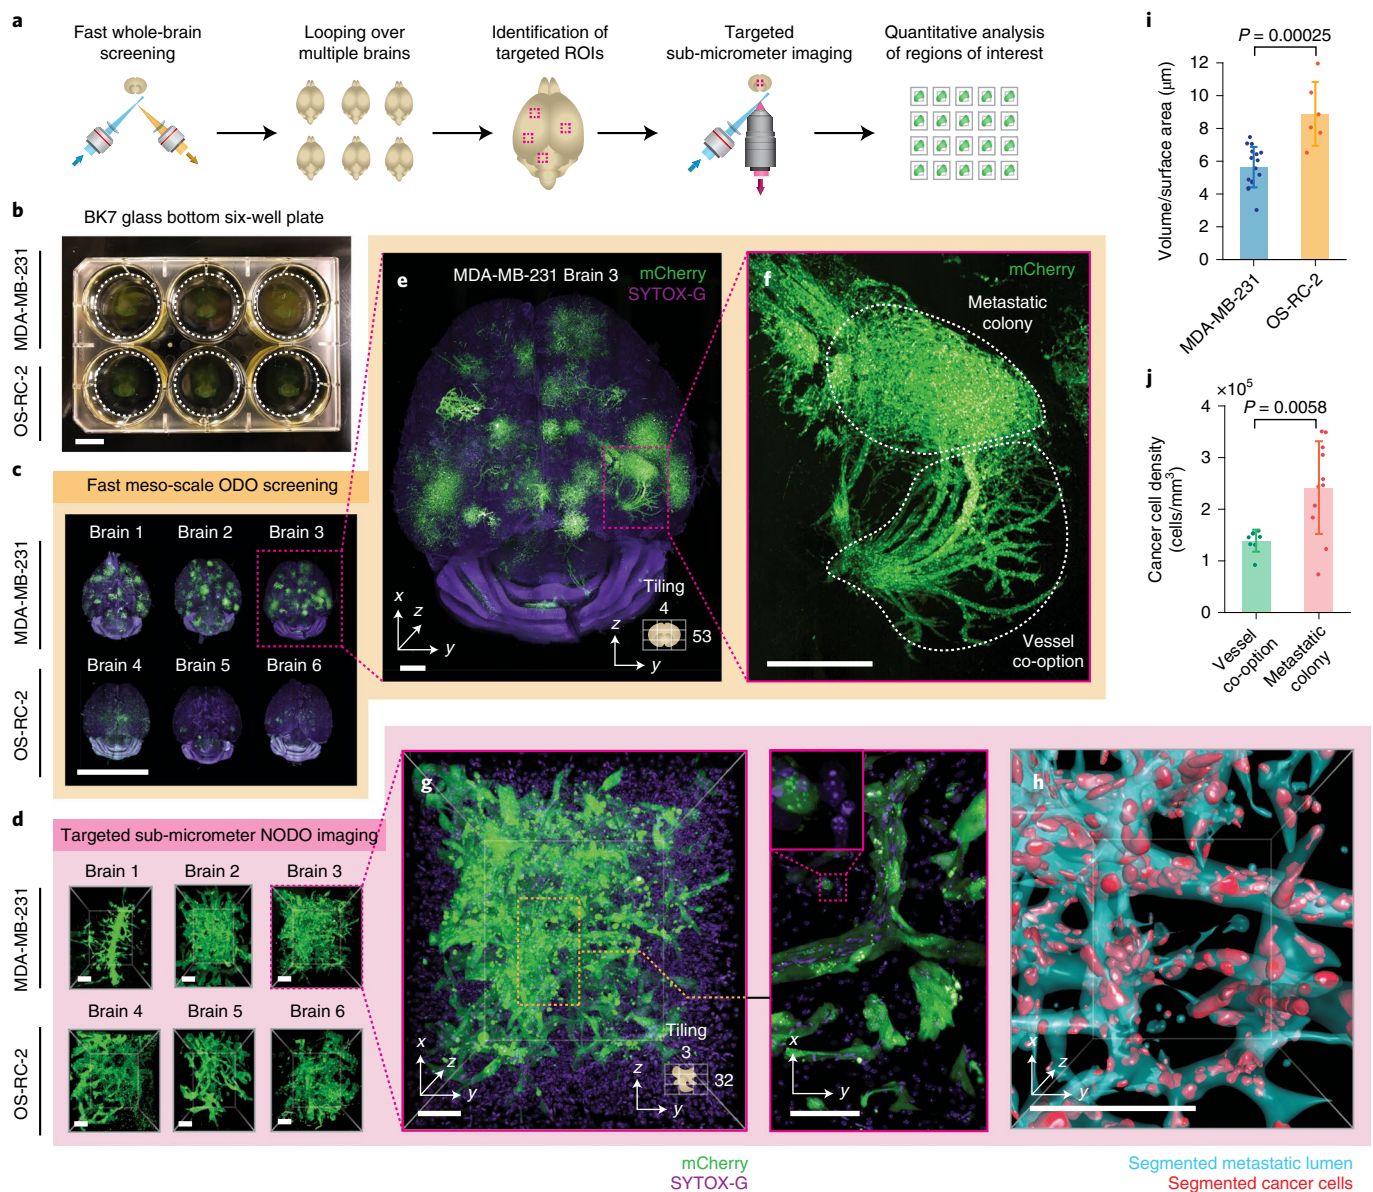 a
Fast whole-brain
screening
Looping over
multiple brains
Identification of
targeted ROIs
Targeted
sub-micrometer imaging
Quantitative analysis
of regions of interest
b
BK7 glass bottom six-well plate
MDA-MB-231
OS-RC-2
c
Fast meso-scale ODO screening
MDA-MB-231
OS-RC-2
Brain 1
Brain 2
Brain 3
Brain 4
Brain 5
Brain 6
e
MDA-MB-231 Brain 3
mCherry
SYTOX-G
x
z
y
Tiling
4
53
z
y
f
mCherry
Metastatic
colony
Vessel
co-option
d
Targeted sub-micrometer NODO imaging
MDA-MB-231
OS-RC-2
Brain 1
Brain 2
Brain 3
Brain 4
Brain 5
Brain 6
g
x
z
y
Tiling
3
32
z
y
x
y
h
x
z
y
mCherry
SYTOX-G
Segmented metastatic lumen
Segmented cancer cells
i
P = 0.00025
Volume/surface area (μm)
12
10
8
6
4
2
0
MDA-MB-231
OS-RC-2
j
×10⁵
P = 0.0058
Cancer cell density
(cells/mm³)
4
3
2
1
0
Vessel
co-option
Metastatic
colony